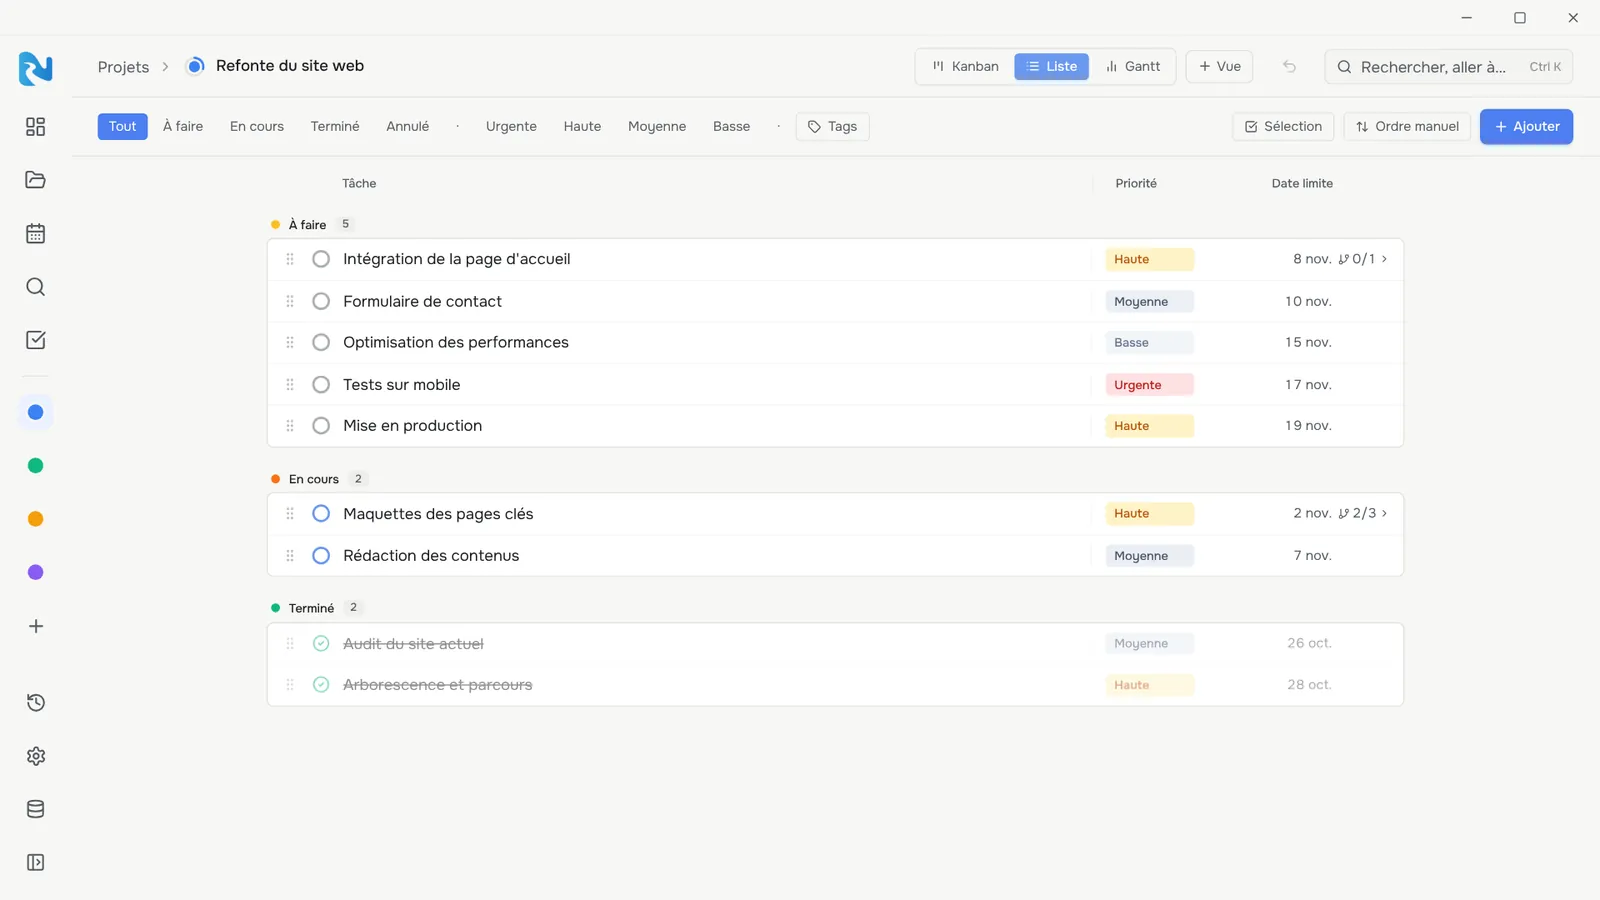 Projets > Refonte du site web
Kanban Liste Gantt + Vue Rechercher, aller à... Ctrl K
Tout À faire En cours Terminé Annulé · Urgente Haute Moyenne Basse · Tags Sélection Ordre manuel + Ajouter
Tâche Priorité Date limite
À faire 5
Intégration de la page d'accueil Haute 8 nov. 0/1 >
Formulaire de contact Moyenne 10 nov.
Optimisation des performances Basse 15 nov.
Tests sur mobile Urgente 17 nov.
Mise en production Haute 19 nov.
En cours 2
Maquettes des pages clés Haute 2 nov. 2/3 >
Rédaction des contenus Moyenne 7 nov.
Terminé 2
Audit du site actuel Moyenne 26 oct.
Arborescence et parcours Haute 28 oct.